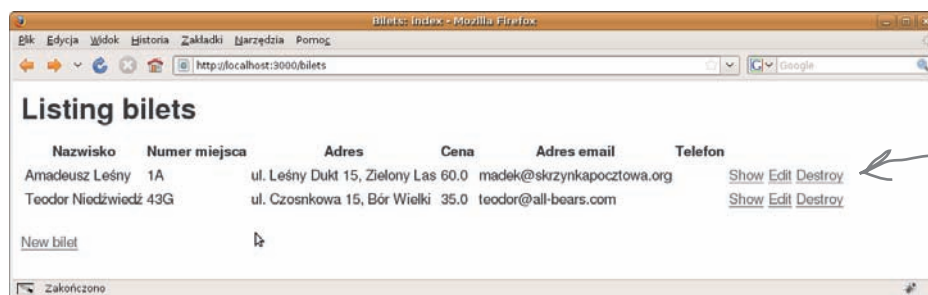 Bilets: index - Mozilla Firefox
Plik Edycja Widok Historia Zakładki Narzędzia Pomoc
http://localhost:3000/bilets
Google
Listing bilets
Nazwisko Numer miejsca Adres Cena Adres email Telefon
Amadeusz Leśny 1A ul. Leśny Dukt 15, Zielony Las 60.0 madek@skrzynkapocztowa.org Show Edit Destroy
Teodor Niedźwiedź 43G ul. Czosnkowa 15, Bór Wielki 35.0 teodor@all-bears.com Show Edit Destroy
New bilet
Zakończono